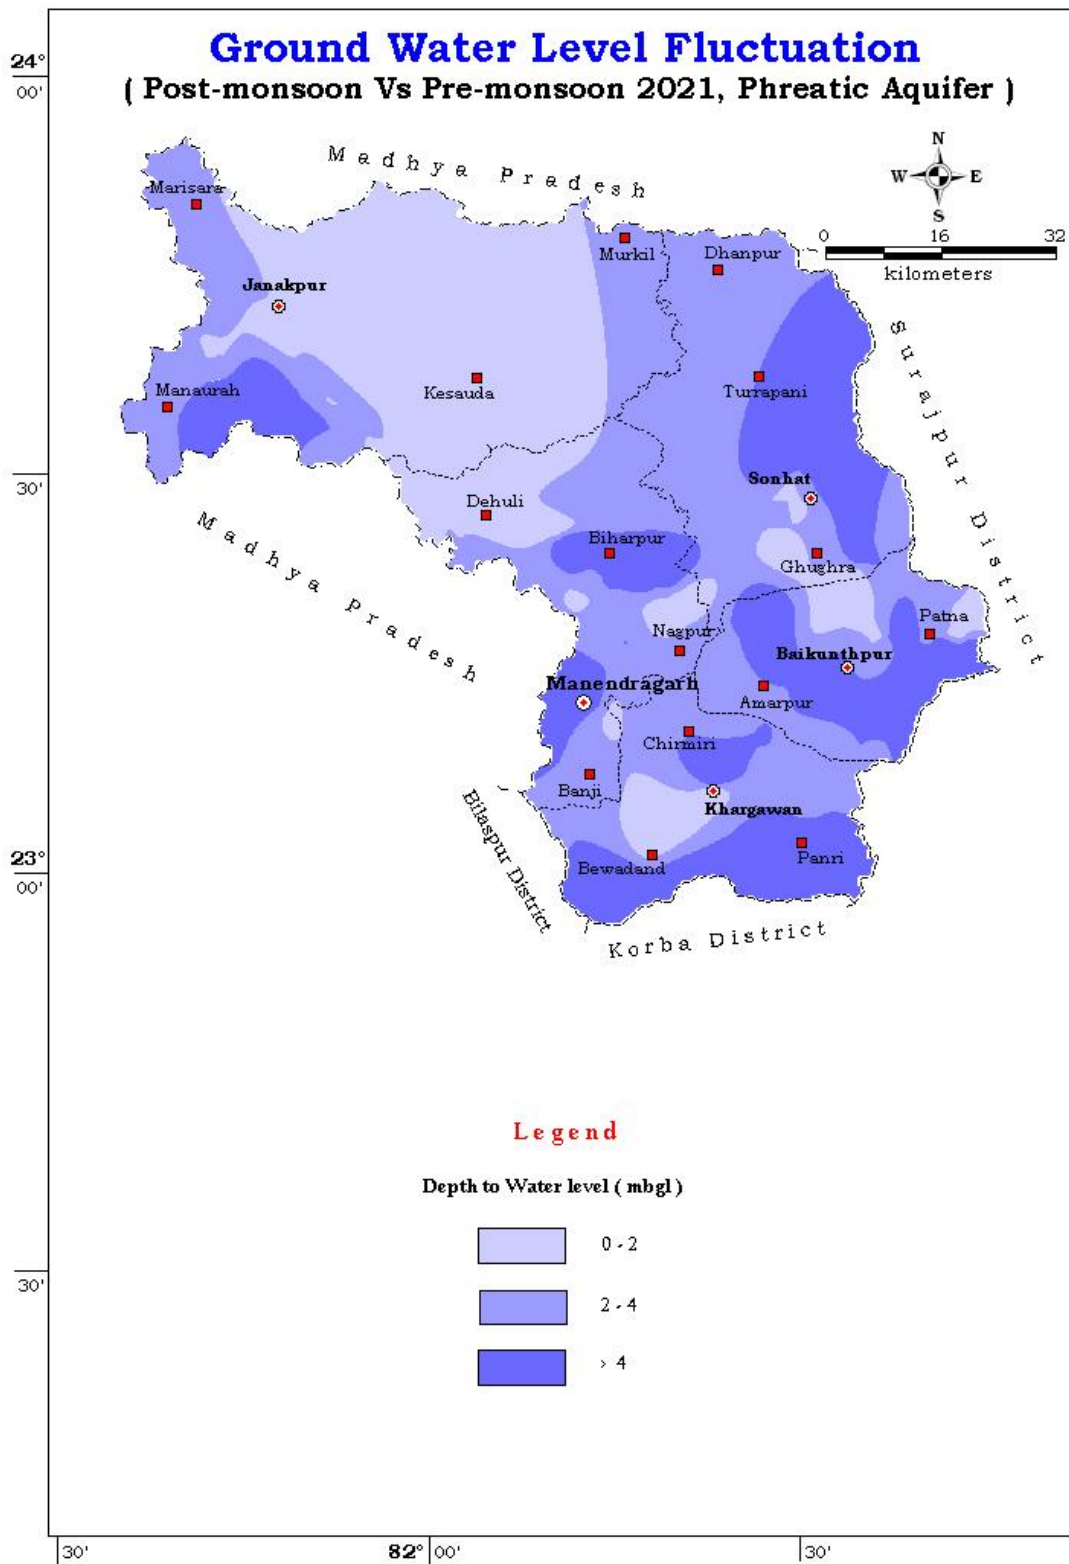 Ground Water Level Fluctuation
24°
00'
( Post-monsoon Vs Pre-monsoon 2021, Phreatic Aquifer )
Madhya Pradesh
N
W E
S
Marisara
0 16 32
Murkil
Dhanpur
kilometers
Janakpur
Surajpur District
Manaurah
Kesauda
Turrapani
30'
Sonhat
Dehuli
Madhya Pradesh
Biharpur
Ghughra
Patna
Nagpur
Baikunthpur
Manendragarh
Amarpur
Chirmiri
Banji
Bilaspur District
Khargawan
23°
00'
Bewadand
Panri
Korba District
Legend
Depth to Water level ( mbgl )
0 - 2
30'
2 - 4
> 4
30'
82° 00'
30'